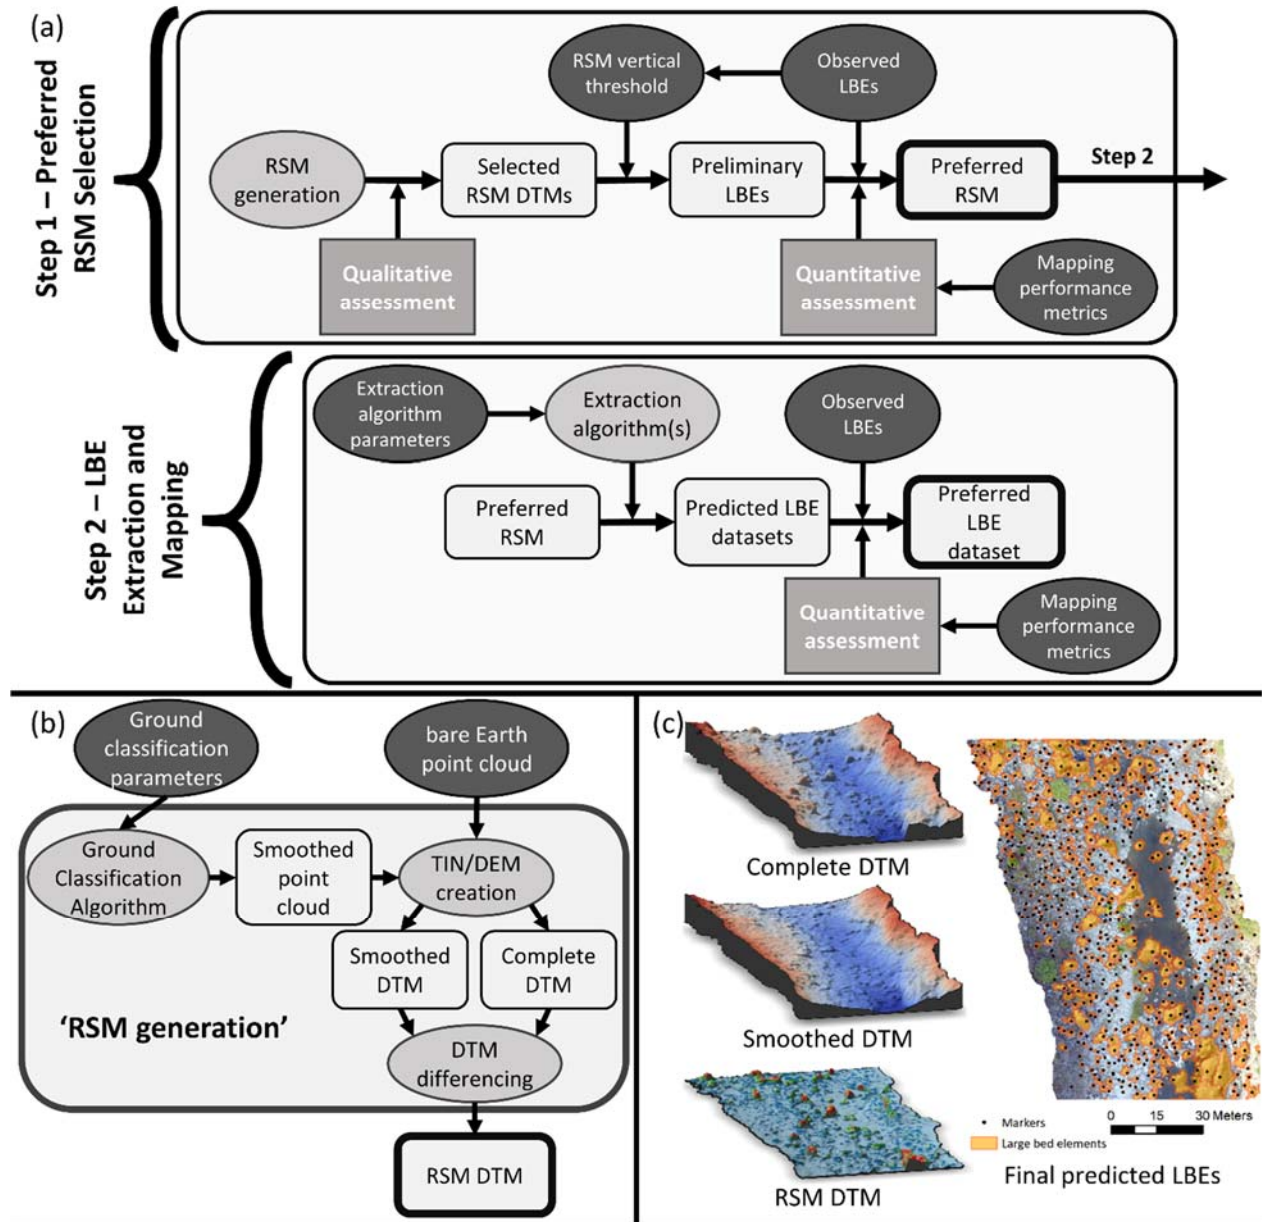 (a)
Step 1 – Preferred
RSM Selection
RSM vertical
threshold
Observed
LBEs
RSM
generation
Selected
RSM DTMs
Preliminary
LBEs
Preferred
RSM
Step 2
Qualitative
assessment
Quantitative
assessment
Mapping
performance
metrics
Step 2 – LBE
Extraction and
Mapping
Extraction
algorithm
parameters
Extraction
algorithm(s)
Observed
LBEs
Preferred
RSM
Predicted LBE
datasets
Preferred
LBE
dataset
Quantitative
assessment
Mapping
performance
metrics
(b)
Ground
classification
parameters
bare Earth
point cloud
Ground
Classification
Algorithm
Smoothed
point
cloud
TIN/DEM
creation
Smoothed
DTM
Complete
DTM
'RSM generation'
DTM
differencing
RSM DTM
(c)
Complete DTM
Smoothed DTM
RSM DTM
0 15 30 Meters
Markers
Large bed elements
Final predicted LBEs